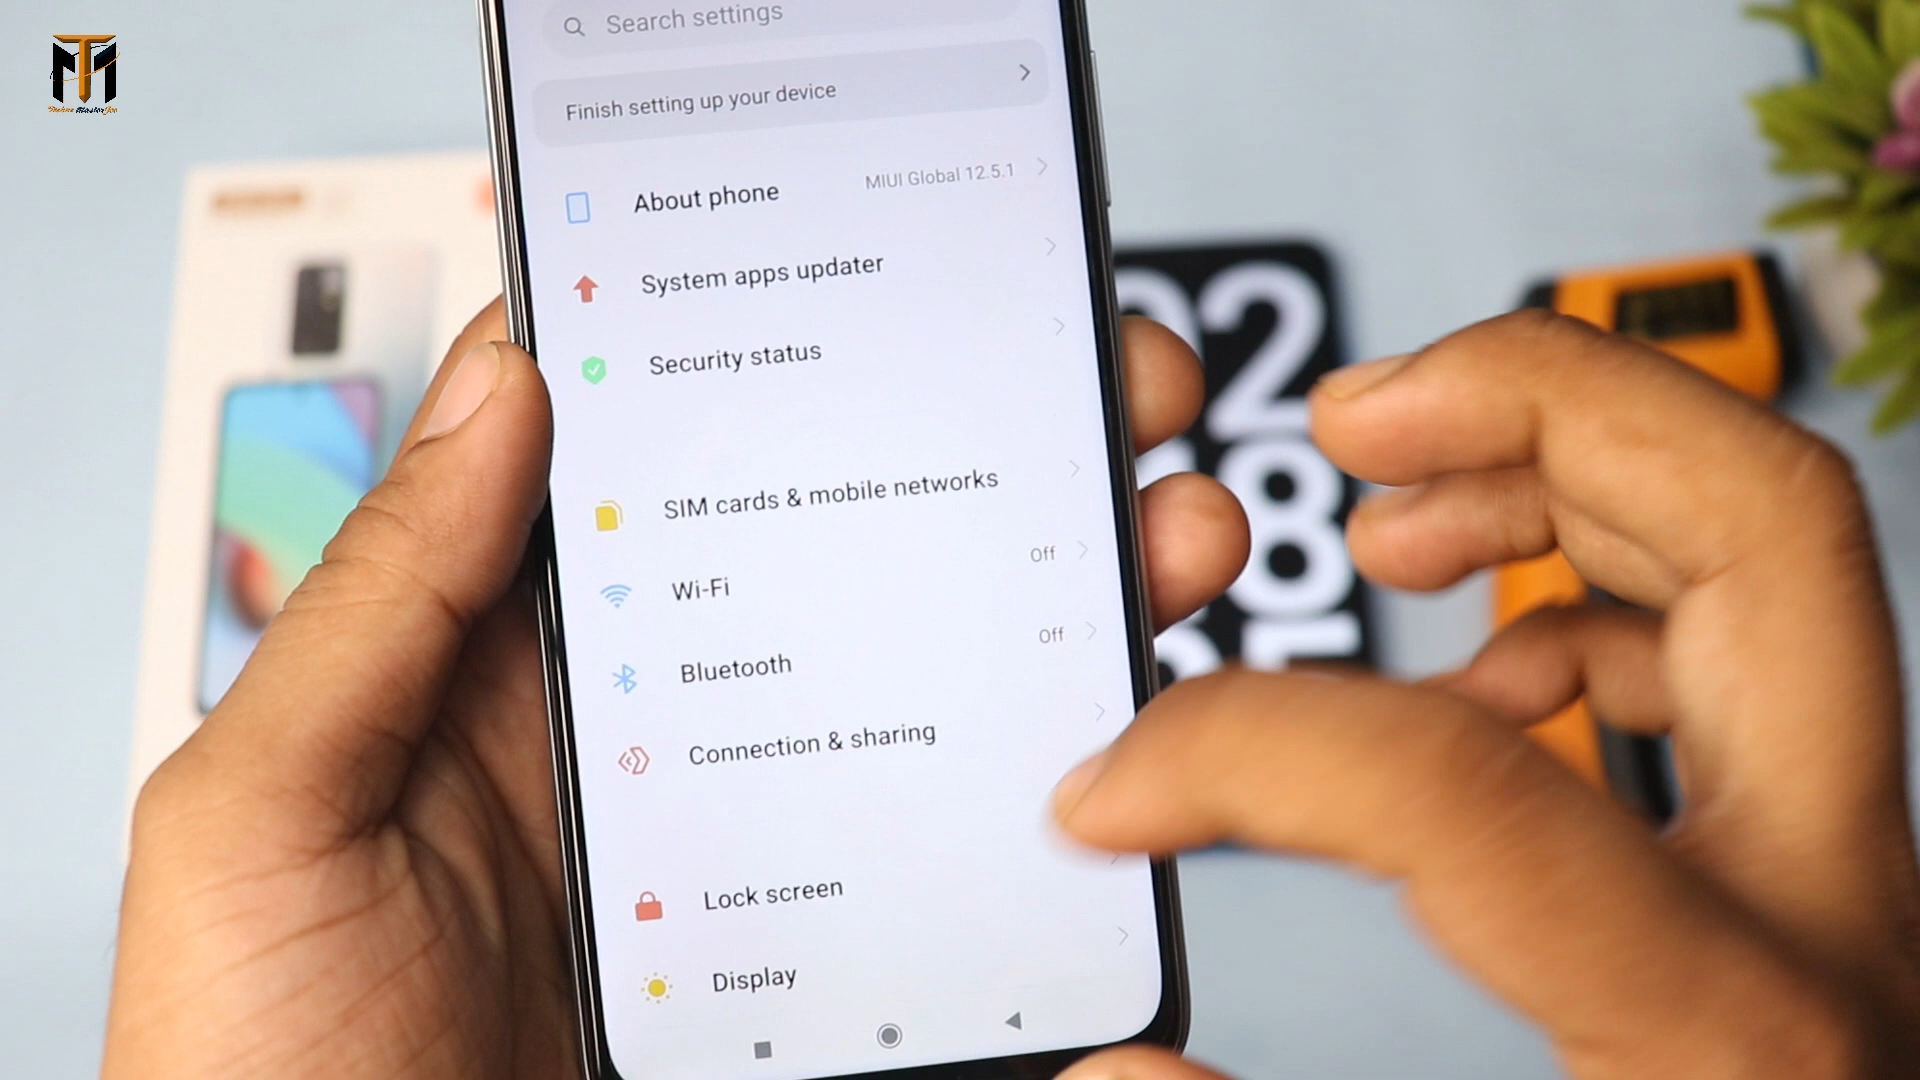 Search settings
Finish setting up your device
About phone
MIUI Global 12.5.1
System apps updater
Security status
SIM cards & mobile networks
Wi-Fi
Off
Bluetooth
Off
Connection & sharing
Lock screen
Display
02